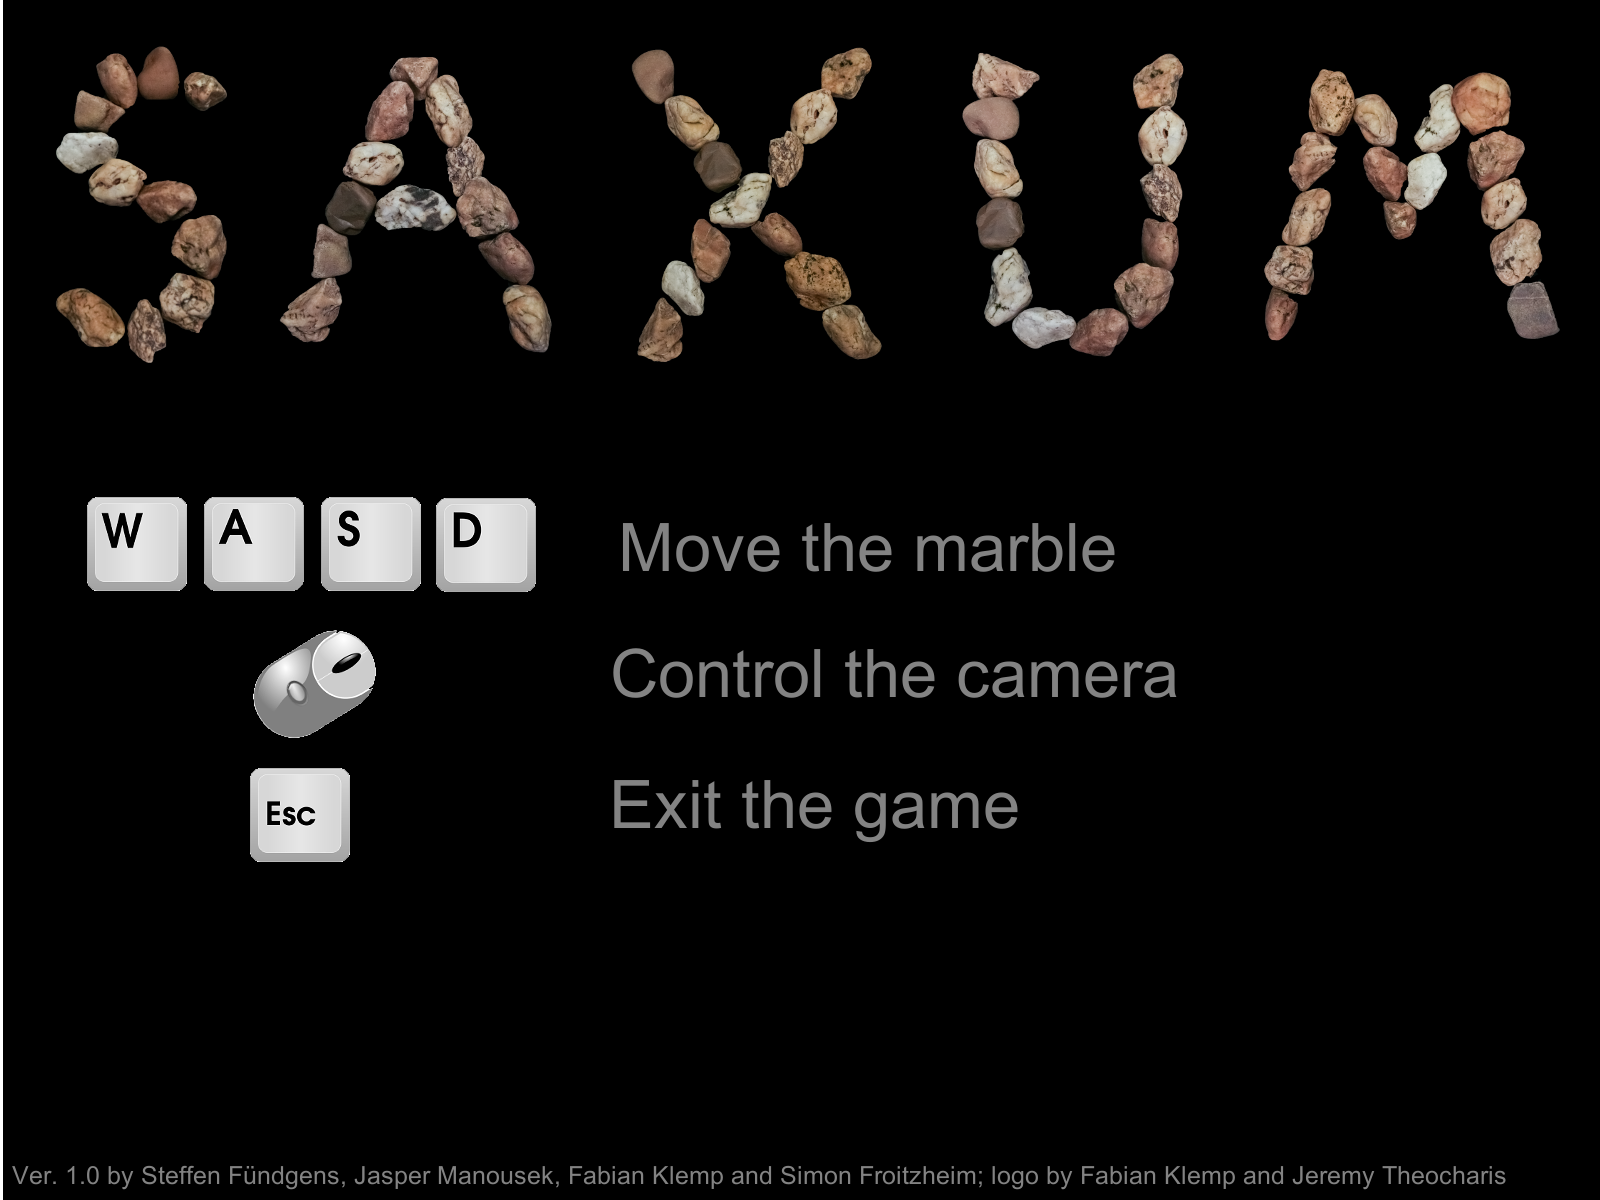 SAXUM
W A S D Move the marble
Control the camera
Esc Exit the game
Ver. 1.0 by Steffen Fündgens, Jasper Manousek, Fabian Klemp and Simon Froitzheim; logo by Fabian Klemp and Jeremy Theocharis